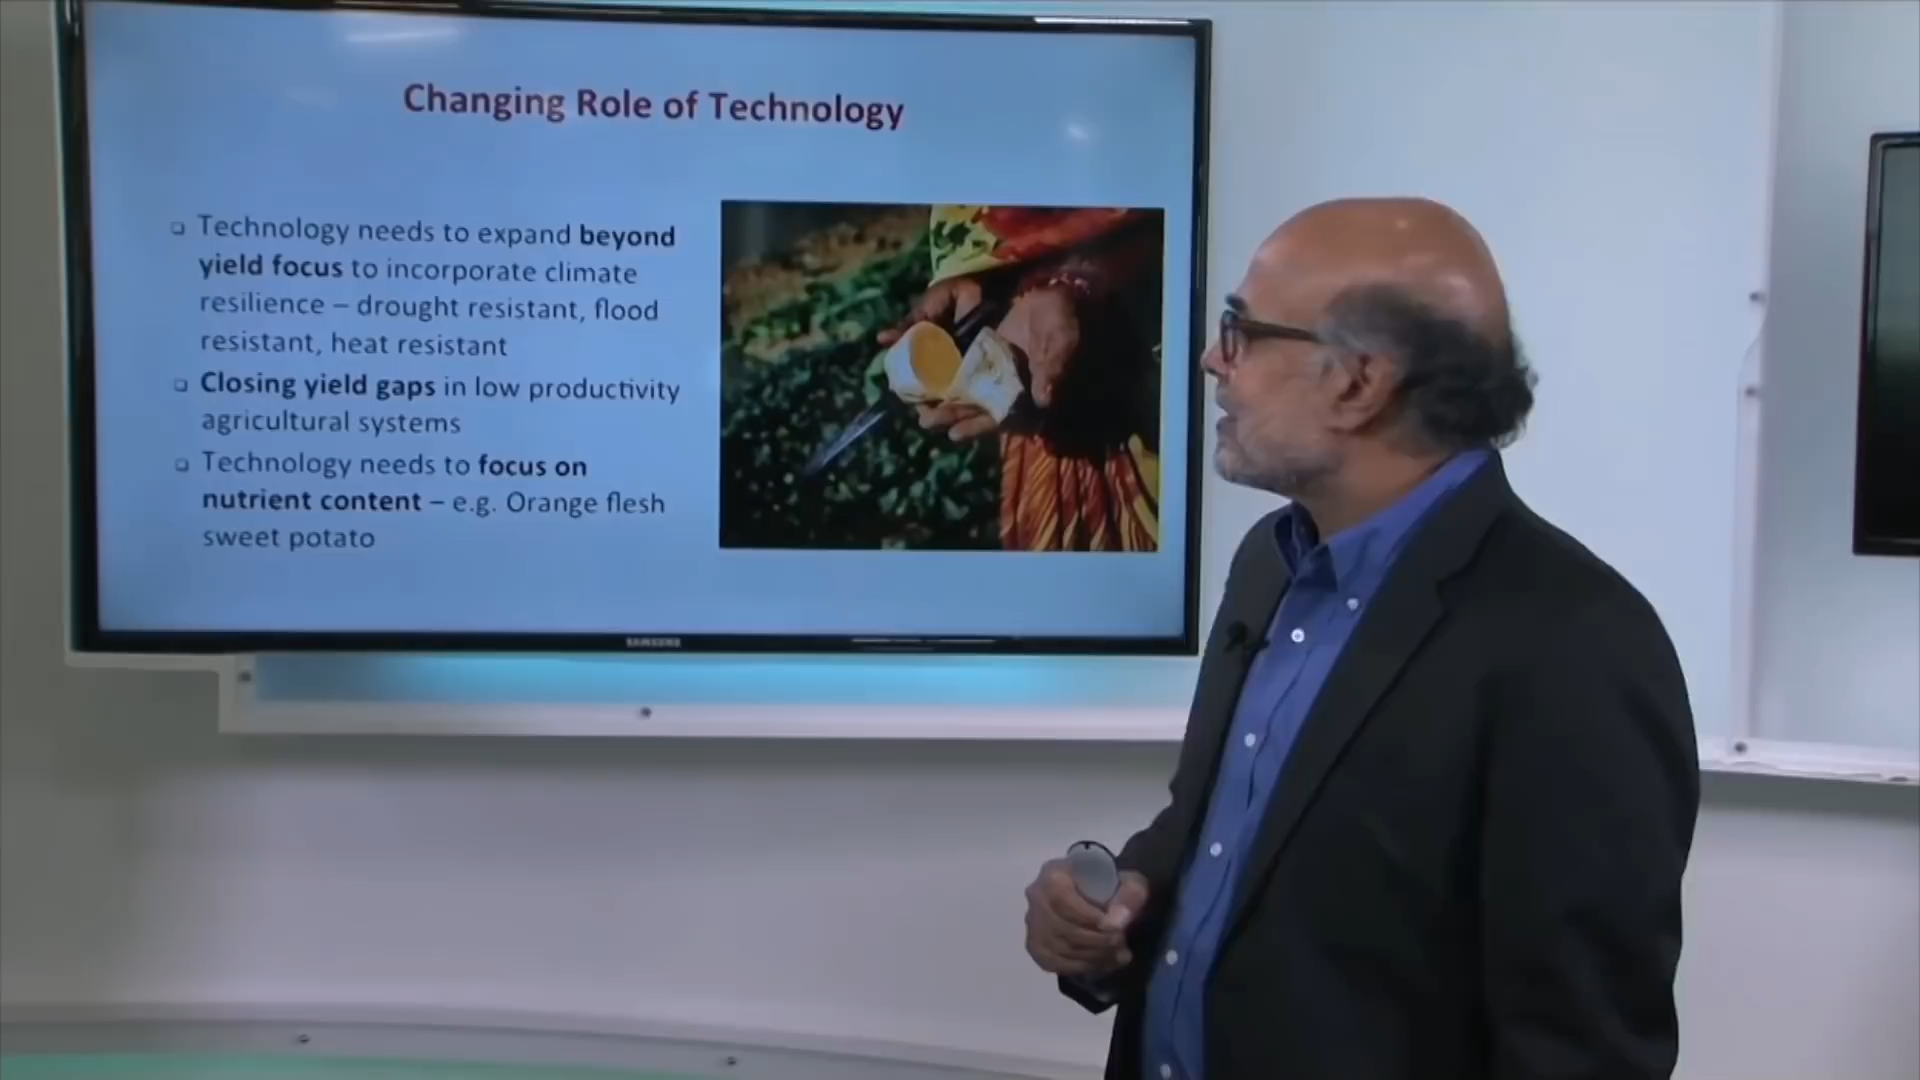 Changing Role of Technology
Technology needs to expand beyond
yield focus to incorporate climate
resilience – drought resistant, flood
resistant, heat resistant
Closing yield gaps in low productivity
agricultural systems
Technology needs to focus on
nutrient content – e.g. Orange flesh
sweet potato
SAMSUNG